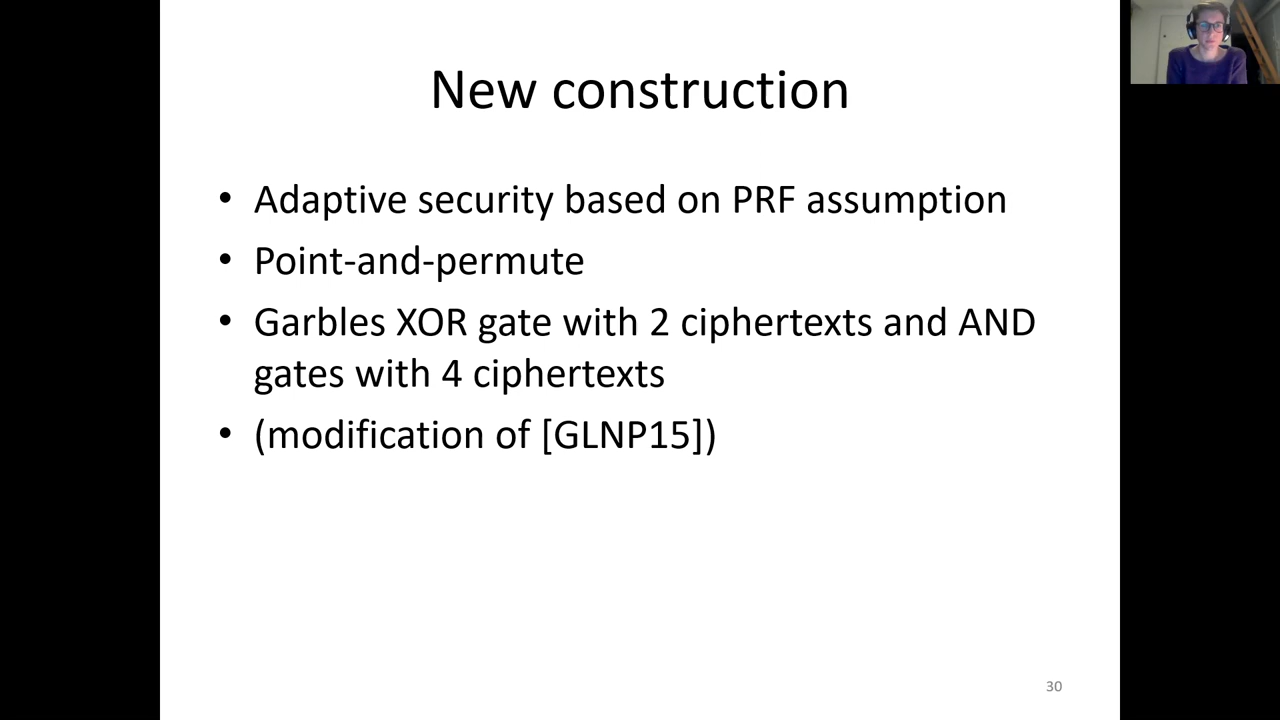 New construction
• Adaptive security based on PRF assumption
• Point-and-permute
• Garbles XOR gate with 2 ciphertexts and AND
gates with 4 ciphertexts
• (modification of [GLNP15])
30